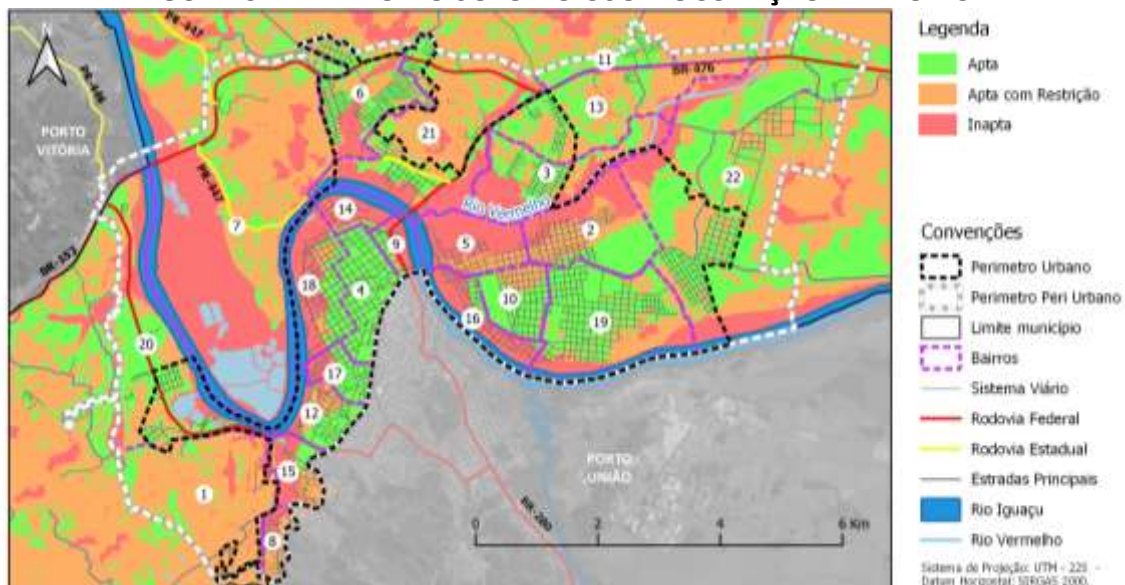 Legenda
Apta
Apta com Restrição
Inapta
Convenções
Perimetro Urbano
Perimetro Peri Urbano
Limite município
Bairros
Sistema Viário
Rodovia Federal
Rodovia Estadual
Estradas Principais
Rio Iguaçu
Rio Vermelho
Sistema de Projeção: UTM - 22S -
Datum Horizontal: SIRGAS 2000.
N
PR-447
PR-446
PORTO
VITÓRIA
BR-476
11
6
13
21
3
22
PR-447
7
14
Rio Vermelho
2
9
5
BR-153
18
4
10
19
16
20
17
12
15
1
8
PORTO
UNIÃO
BR-280
0 2 4 6 Km